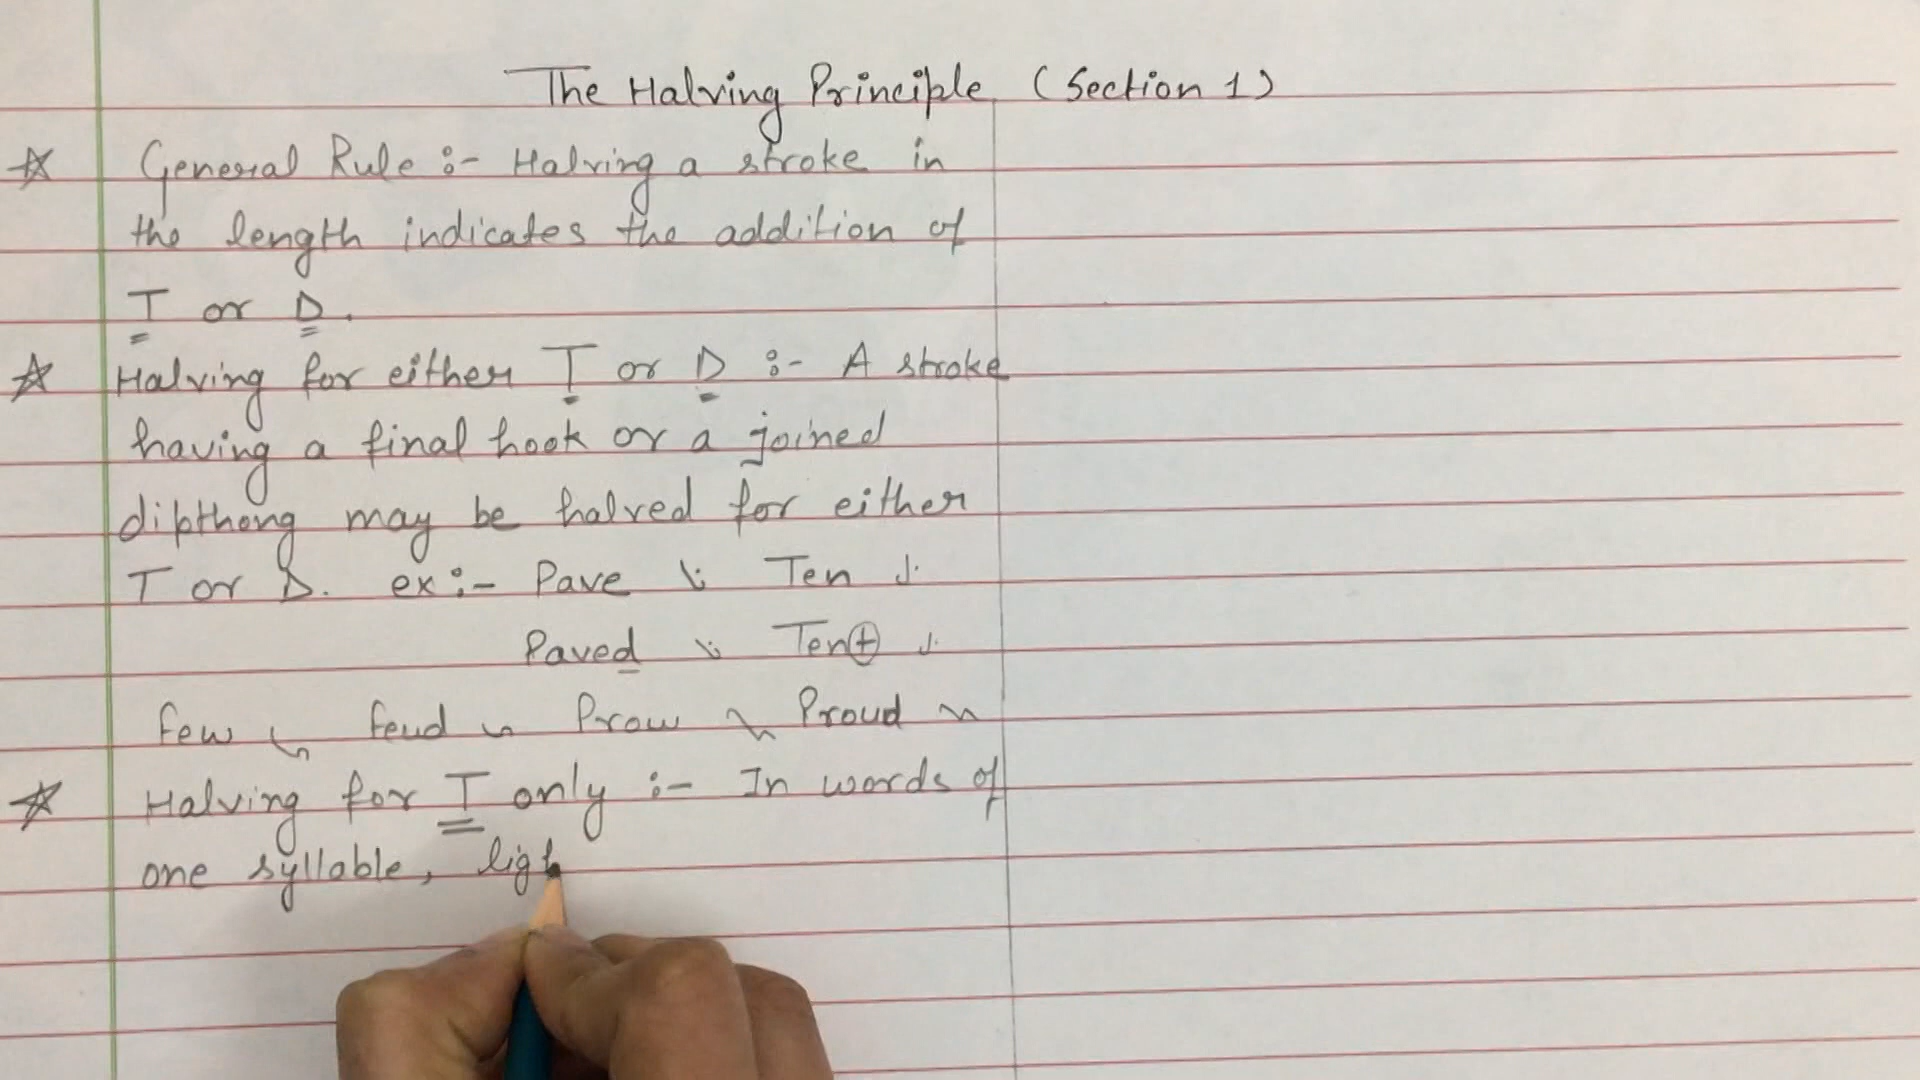 The Halving Principle (Section 1)
☆ General Rule :- Halving a stroke in
the length indicates the addition of
T or D.
☆ Halving for either T or D :- A stroke
having a final hook or a joined
dipthong may be halved for either
T or D. ex:- Pave Ten
Paved Tent
few feud Prow Proud
☆ Halving for T only :- In words of
one syllable, ligh